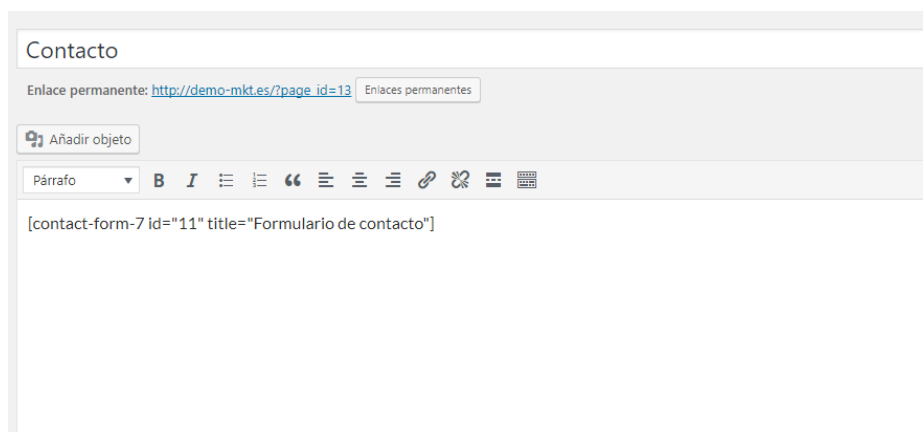 Contacto
Enlace permanente: http://demo-mkt.es/?page_id=13 Enlaces permanentes
Añadir objeto
Párrafo B I
[contact-form-7 id="11" title="Formulario de contacto"]